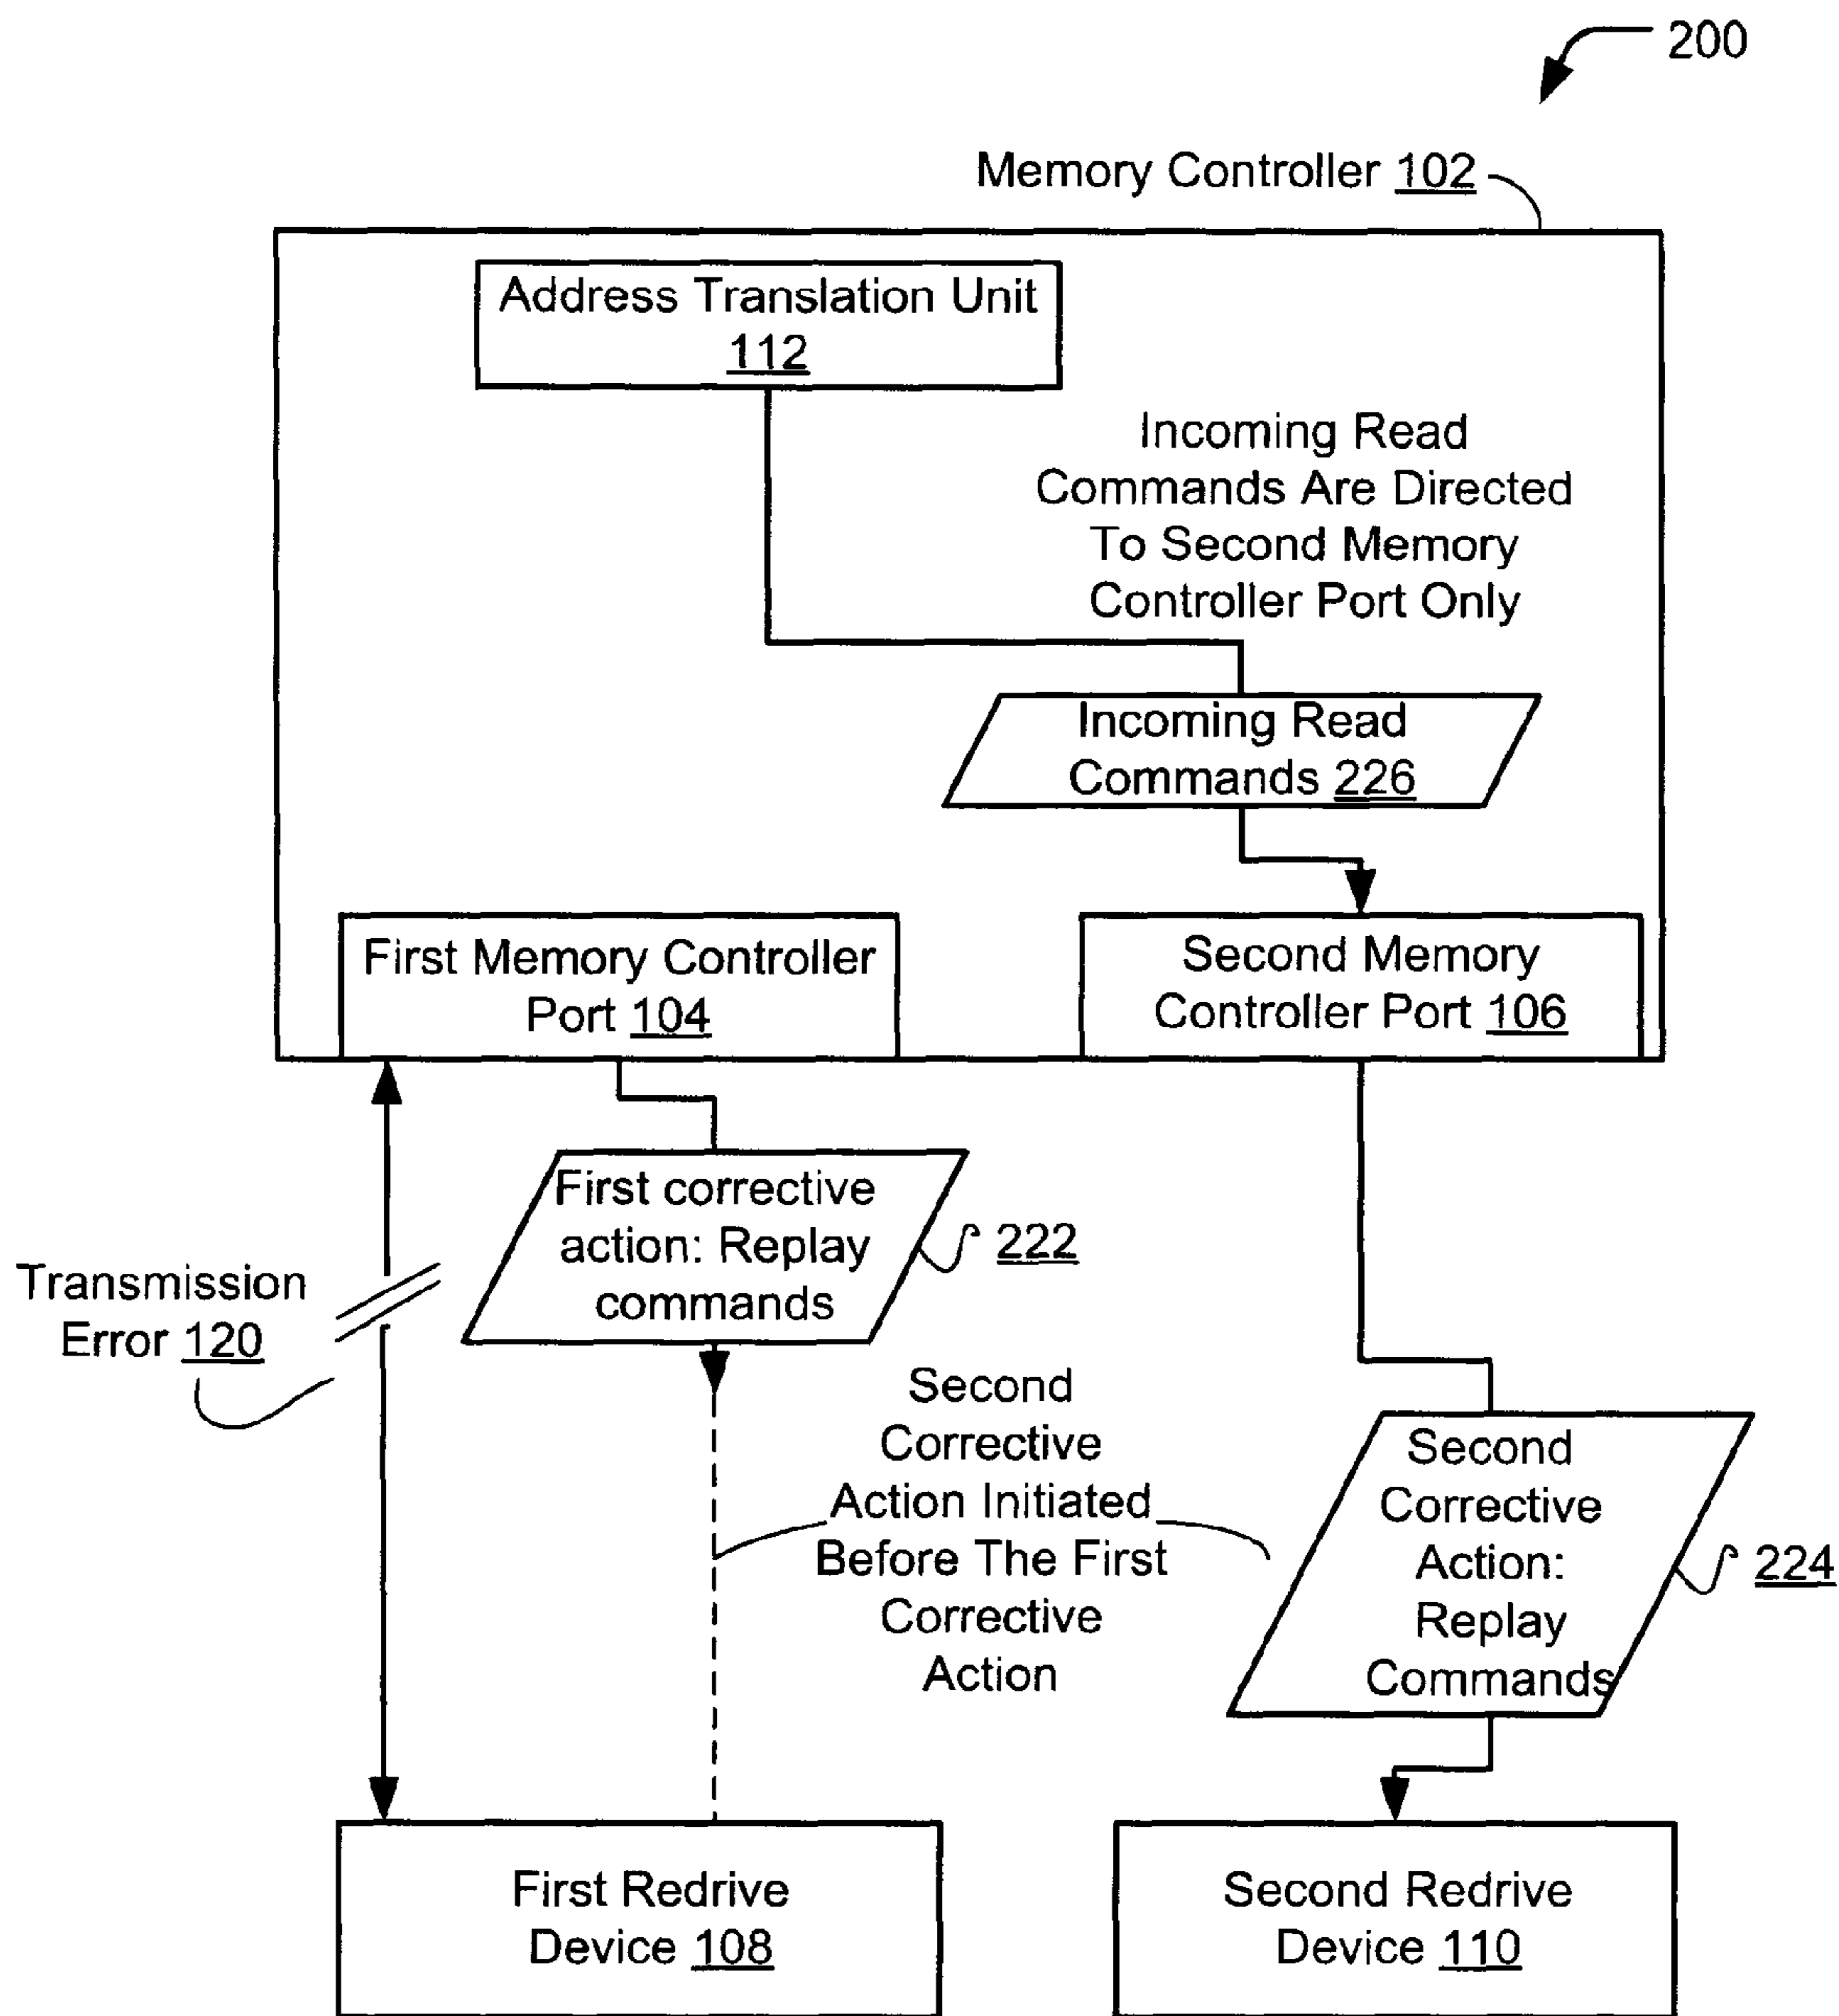 200
Memory Controller 102
Address Translation Unit
112
Incoming Read
Commands Are Directed
To Second Memory
Controller Port Only
Incoming Read
Commands 226
First Memory Controller
Port 104
Second Memory
Controller Port 106
First corrective
action: Replay
commands
222
Transmission
Error 120
Second
Corrective
Action Initiated
Before The First
Corrective
Action
Second
Corrective
Action:
Replay
Commands
224
First Redrive
Device 108
Second Redrive
Device 110